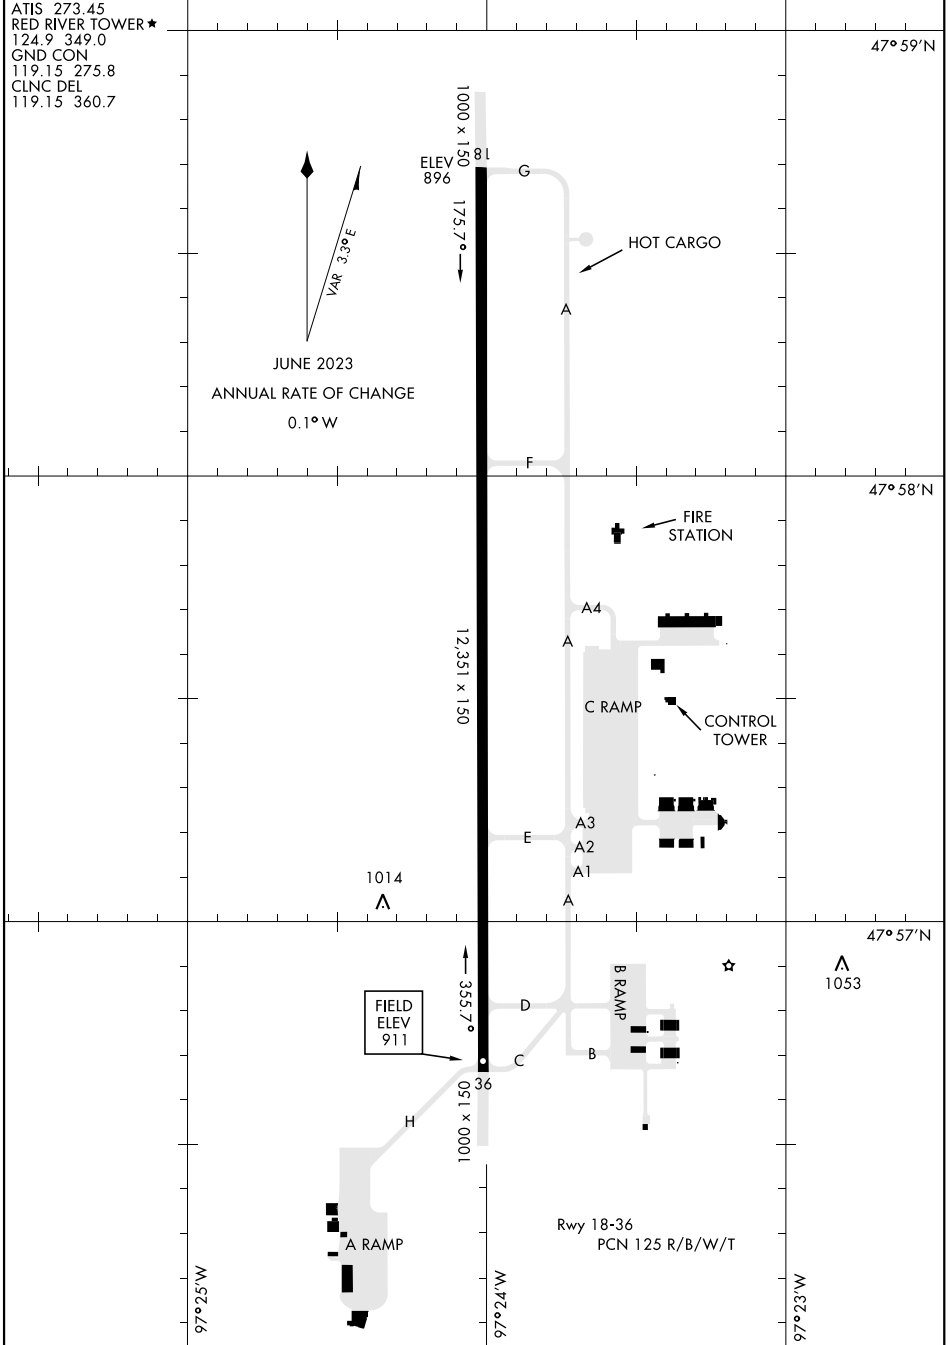 ATIS 273.45
RED RIVER TOWER★
124.9 349.0
GND CON
119.15 275.8
CLNC DEL
119.15 360.7
47°59'N
1000 x 150
18
ELEV
896
G
175.7°
HOT CARGO
VAR 3.3° E
A
JUNE 2023
ANNUAL RATE OF CHANGE
0.1° W
F
47°58'N
FIRE
STATION
A4
A
12,351 x 150
C RAMP
CONTROL
TOWER
A3
E
A2
A1
1014
A
47°57'N
355.7°
B RAMP
1053
FIELD
ELEV
911
D
C
B
36
1000 x 150
H
A RAMP
Rwy 18-36
PCN 125 R/B/W/T
97°25'W
97°24'W
97°23'W